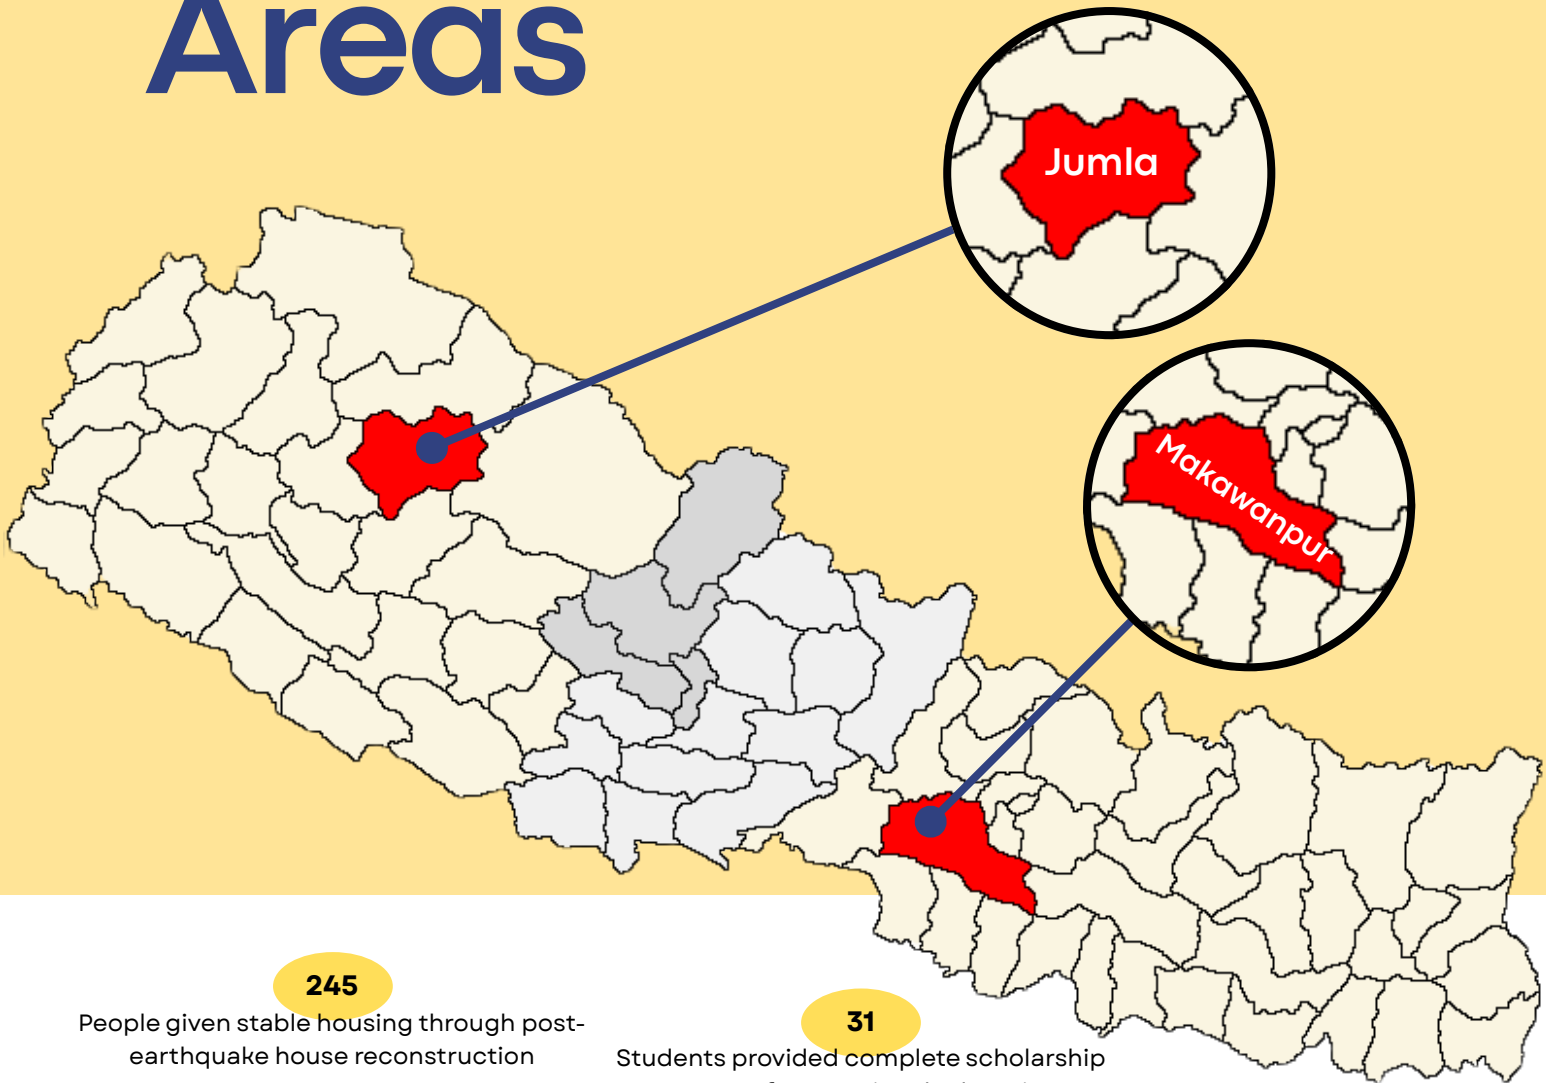 Areas
Jumla
Makawanpur
245
People given stable housing through post-
earthquake house reconstruction
31
Students provided complete scholarship